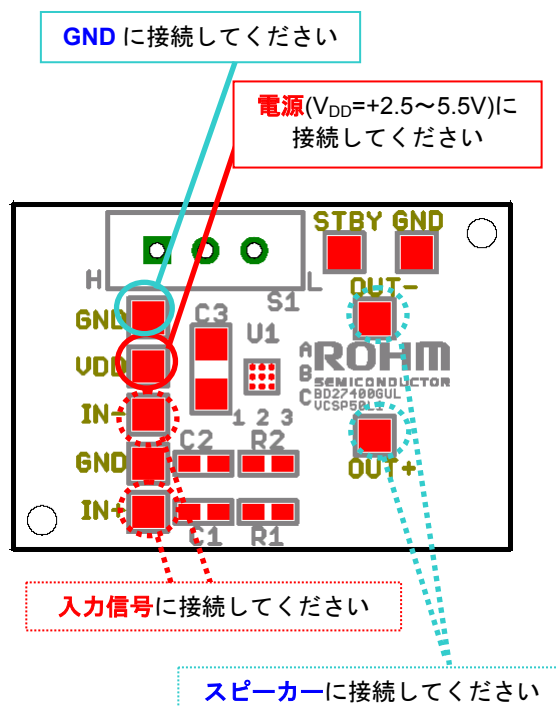 GND に接続してください
電源(VDD=+2.5～5.5V)に
接続してください
STBY GND
H
L
S1
OUT-
GND
C3
U1
VDD
A
B
C
ROHM
SEMICONDUCTOR
BD27400GUL
VCSP50L1
IN-
1 2 3
C2
R2
GND
OUT+
IN+
C1
R1
入力信号に接続してください
スピーカーに接続してください